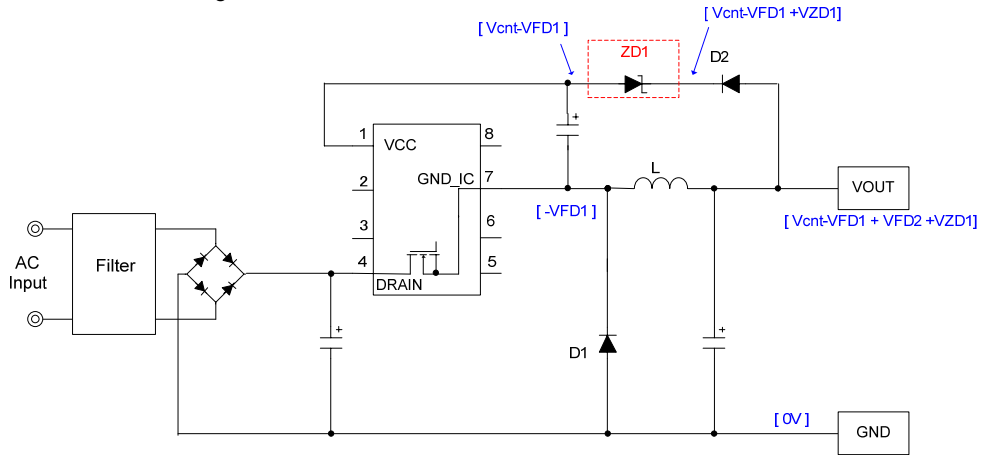 [ Vcnt-VFD1 +VZD1]
[ Vcnt-VFD1 ]
ZD1
D2
+
1
VCC
8
2
GND_IC
7
L
VOUT
[ -VFD1 ]
[ Vcnt-VFD1 + VFD2 +VZD1]
3
6
AC
Input
Filter
4
DRAIN
5
+
D1
+
[ 0V ]
GND